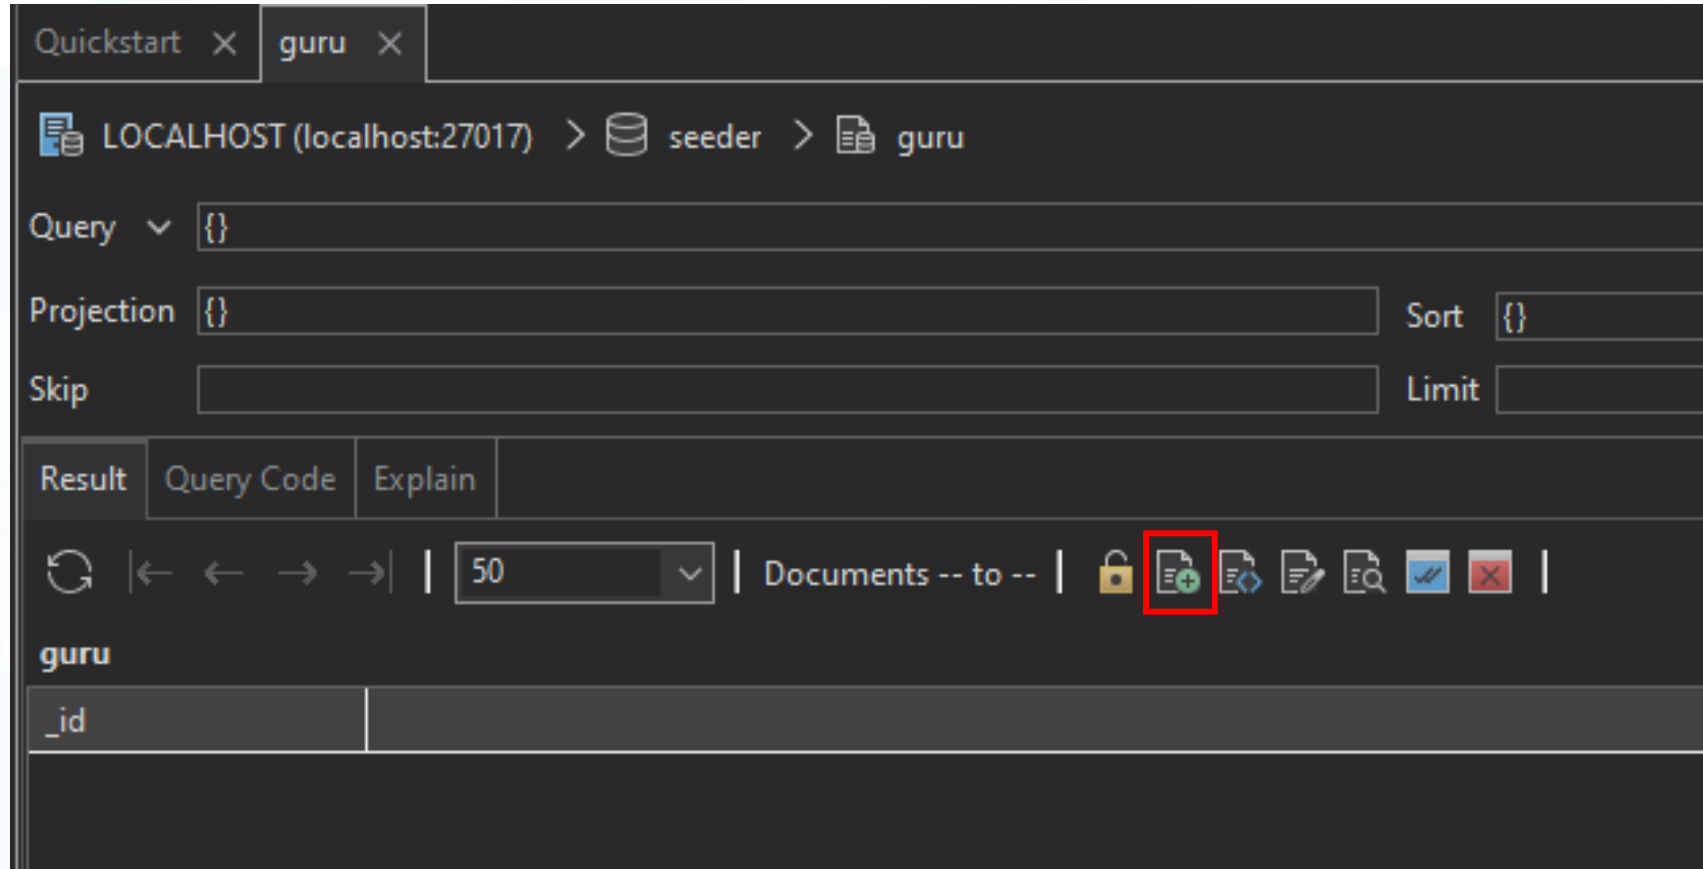 Quickstart guru
LOCALHOST (localhost:27017) seeder guru
Query {}
Projection {} Sort {}
Skip Limit
Result Query Code Explain
50 Documents -- to --
guru
_id